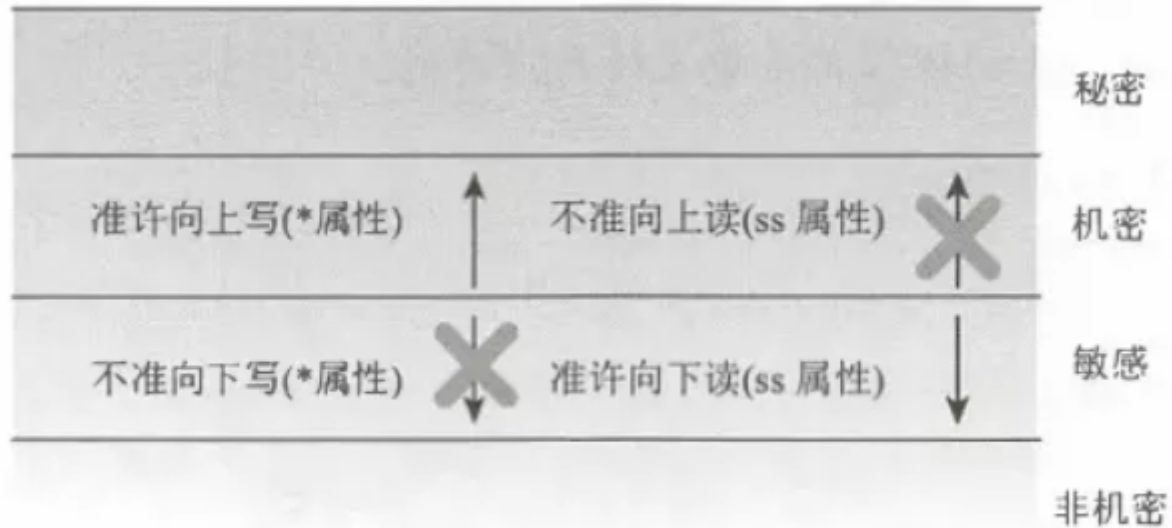 秘密
准许向上写(*属性) 不准向上读(ss 属性) 机密
不准向下写(*属性) 准许向下读(ss 属性) 敏感
非机密